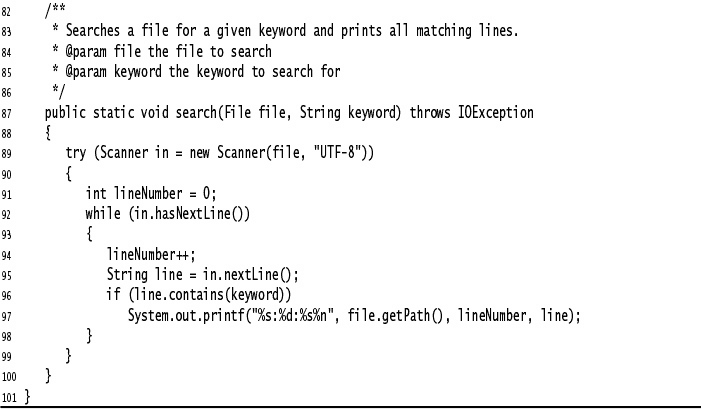 82    /**
83     * Searches a file for a given keyword and prints all matching lines.
84     * @param file the file to search
85     * @param keyword the keyword to search for
86     */
87    public static void search(File file, String keyword) throws IOException
88    {
89       try (Scanner in = new Scanner(file, "UTF-8"))
90       {
91          int lineNumber = 0;
92          while (in.hasNextLine())
93          {
94             lineNumber++;
95             String line = in.nextLine();
96             if (line.contains(keyword))
97                System.out.printf("%s:%d:%s%n", file.getPath(), lineNumber, line);
98          }
99       }
100   }
101 }